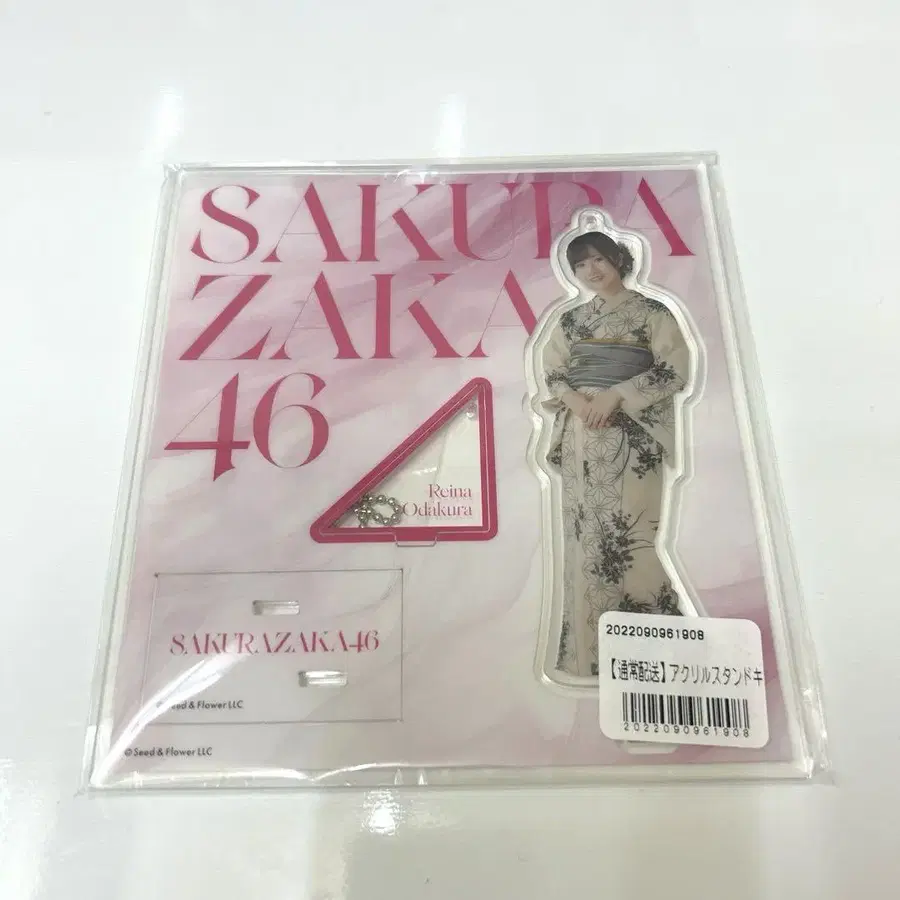 SAKURA
ZAKA
46
Reina
Odakura
SAKURAZAKA46
Seed & Flower LLC
© Seed & Flower LLC
2022090961908
【通常配送】アクリルスタンドキ
2022090961908